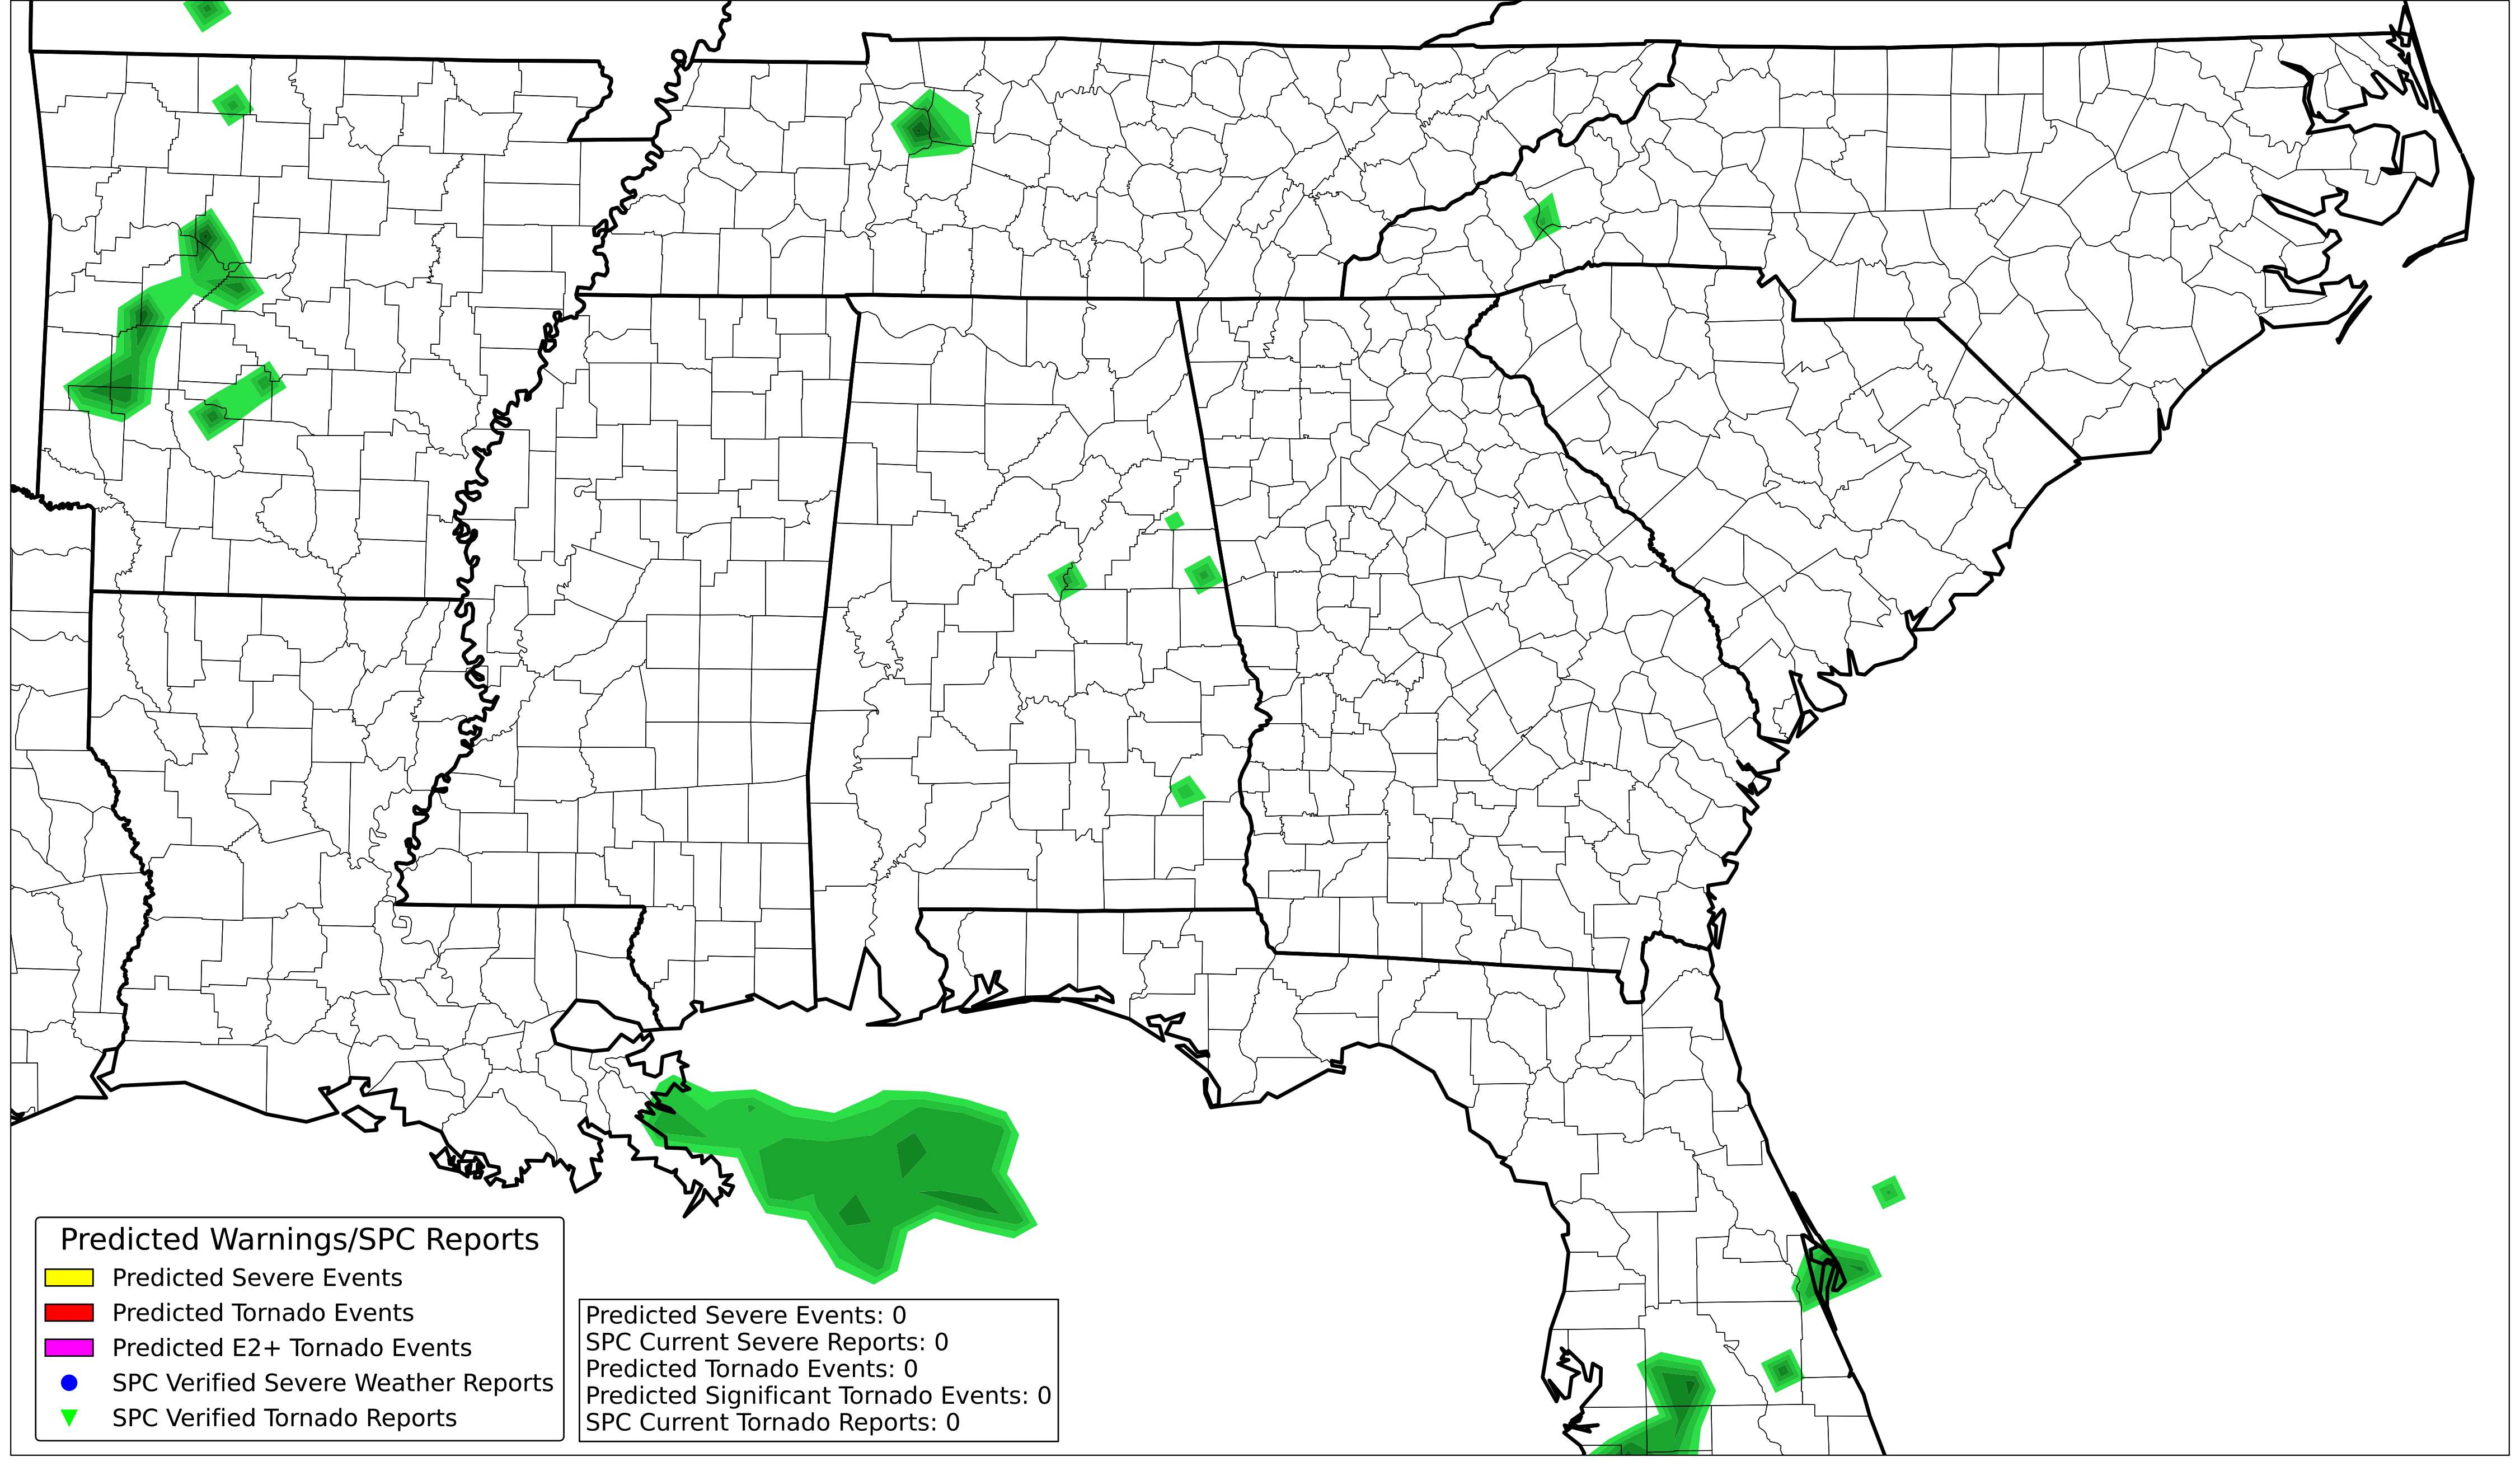 Predicted Warnings/SPC Reports
Predicted Severe Events
Predicted Tornado Events
Predicted E2+ Tornado Events
SPC Verified Severe Weather Reports
SPC Verified Tornado Reports
Predicted Severe Events: 0
SPC Current Severe Reports: 0
Predicted Tornado Events: 0
Predicted Significant Tornado Events: 0
SPC Current Tornado Reports: 0